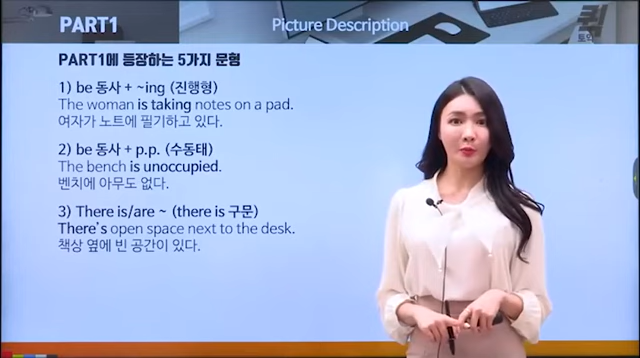 PART1
Picture Description
퀵
토익
PART1에 등장하는 5가지 문형
1) be 동사 + ~ing (진행형)
The woman is taking notes on a pad.
여자가 노트에 필기하고 있다.
2) be 동사 + p.p. (수동태)
The bench is unoccupied.
벤치에 아무도 없다.
3) There is/are ~ (there is 구문)
There's open space next to the desk.
책상 옆에 빈 공간이 있다.